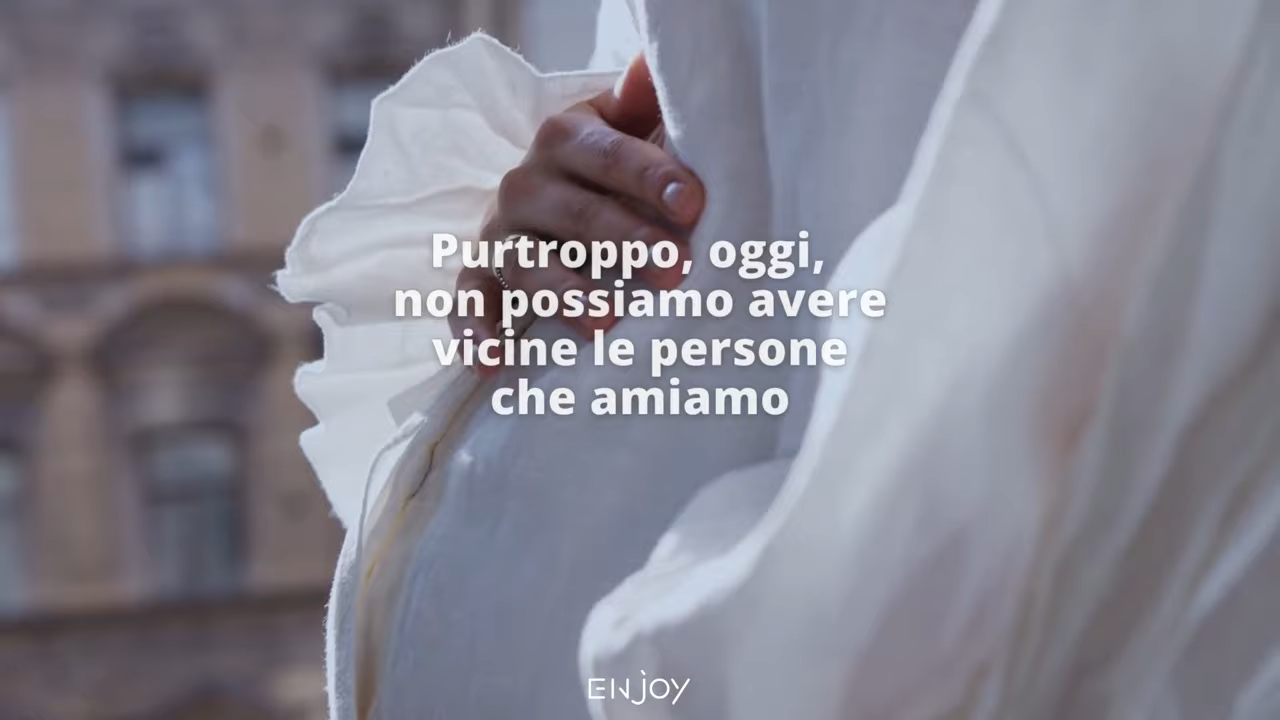 Purtroppo, oggi,
non possiamo avere
vicine le persone
che amiamo
ENJOY